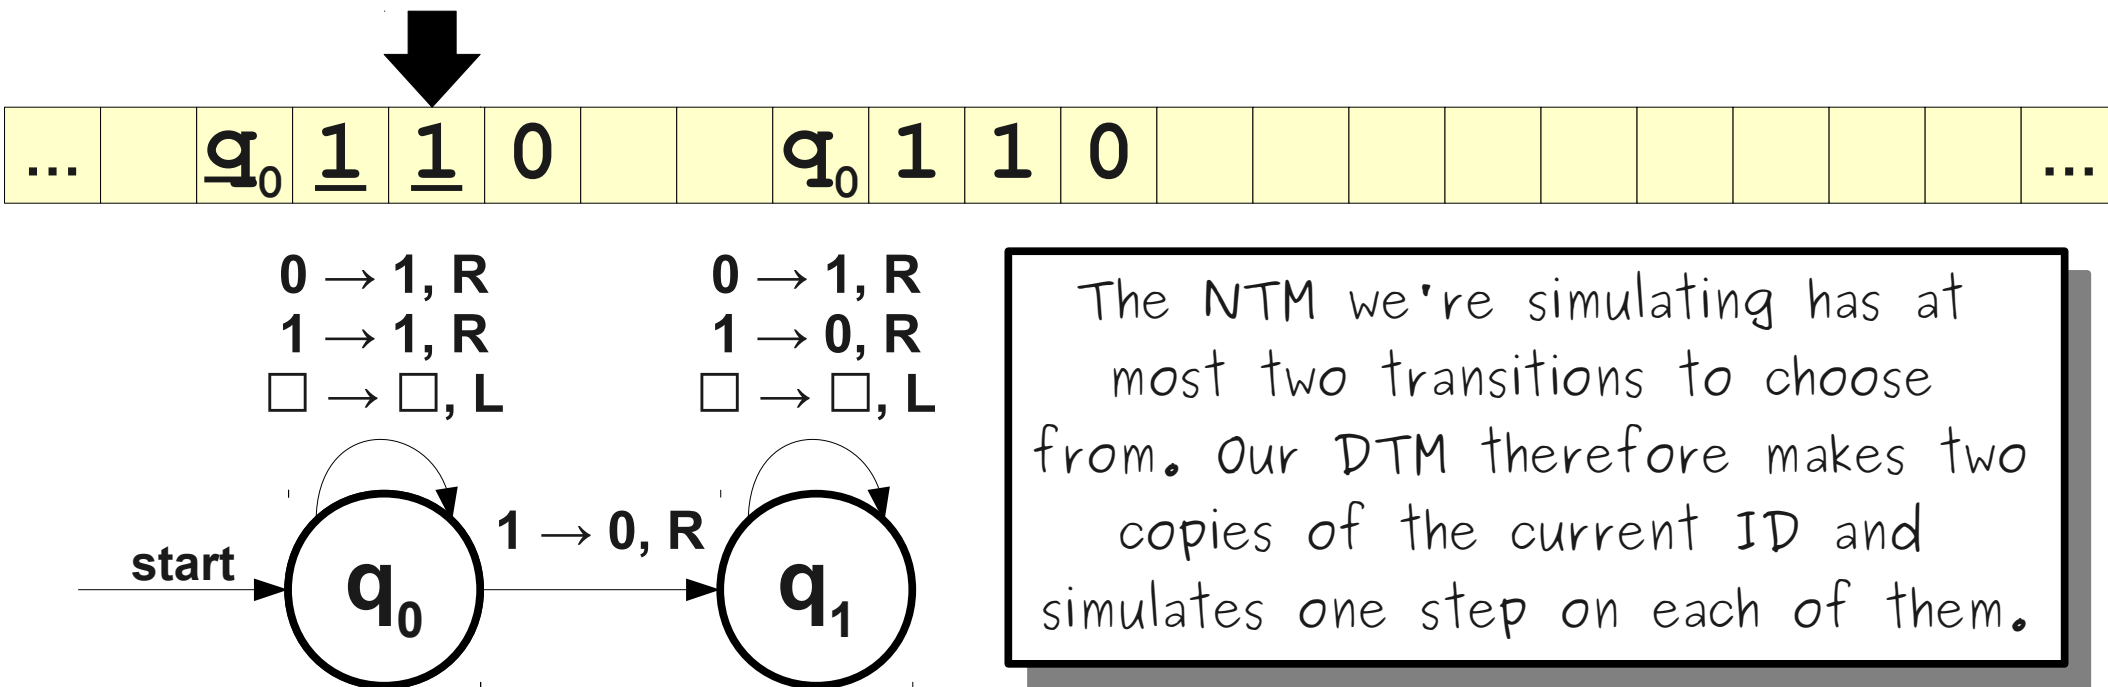 ... q₀ 1 1 0 q₀ 1 1 0 ...
0 → 1, R
1 → 1, R
□ → □, L
0 → 1, R
1 → 0, R
□ → □, L
start
q₀
1 → 0, R
q₁
The NTM we're simulating has at
most two transitions to choose
from. Our DTM therefore makes two
copies of the current ID and
simulates one step on each of them.